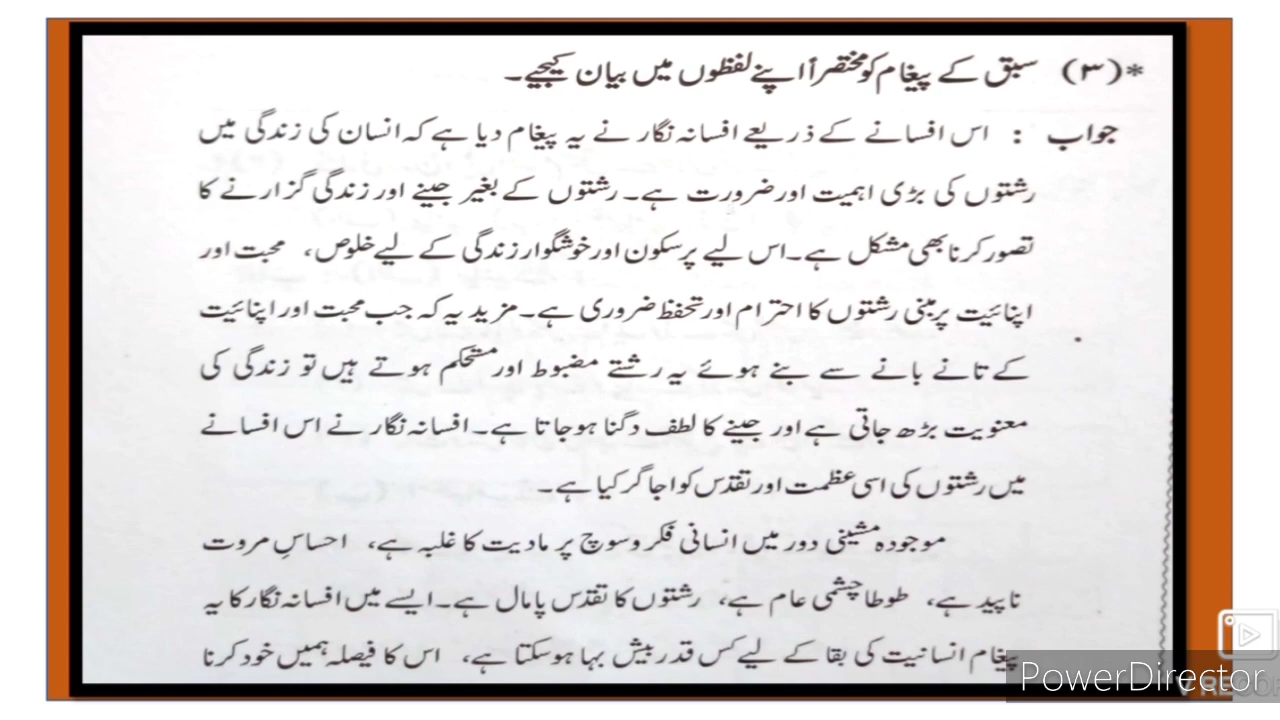 *(۳) سبق کے پیغام کو مختصراً اپنے لفظوں میں بیان کیجیے۔
جواب : اس افسانے کے ذریعے افسانہ نگار نے یہ پیغام دیا ہے کہ انسان کی زندگی میں
رشتوں کی بڑی اہمیت اور ضرورت ہے۔ رشتوں کے بغیر جینے اور زندگی گزارنے کا
تصور کرنا بھی مشکل ہے۔ اس لیے پرسکون اور خوشگوار زندگی کے لیے خلوص، محبت اور
اپنائیت پر مبنی رشتوں کا احترام اور تحفظ ضروری ہے۔ مزید یہ کہ جب محبت اور اپنائیت
کے تانے بانے سے بنے ہوئے یہ رشتے مضبوط اور مستحکم ہوتے ہیں تو زندگی کی
معنویت بڑھ جاتی ہے اور جینے کا لطف دگنا ہو جاتا ہے۔ افسانہ نگار نے اس افسانے
میں رشتوں کی اسی عظمت اور تقدس کو اجاگر کیا ہے۔
موجودہ مشینی دور میں انسانی فکر و سوچ پر مادیت کا غلبہ ہے، احساسِ مروت
ناپید ہے، طوطا چشمی عام ہے، رشتوں کا تقدس پامال ہے۔ ایسے میں افسانہ نگار کا یہ
پیغام انسانیت کی بقا کے لیے کس قدر بیش بہا ہوسکتا ہے، اس کا فیصلہ ہمیں خود کرنا
PowerDirector